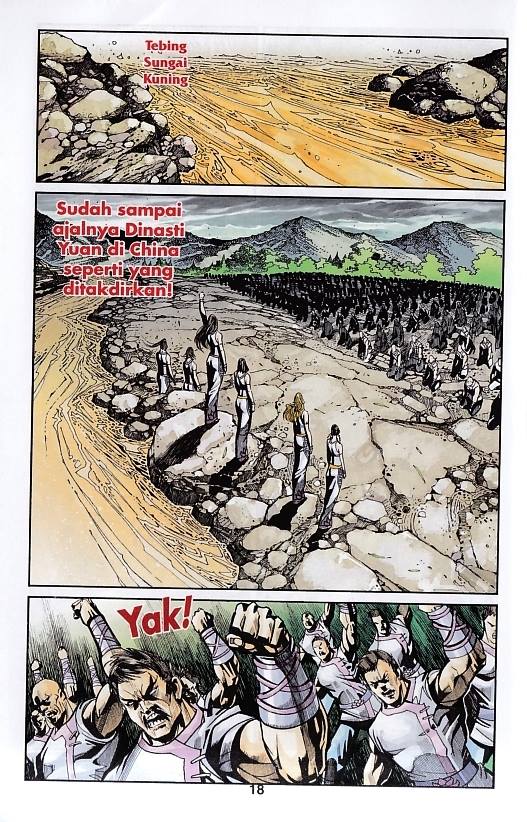 Tebing
Sungai
Kuning
Sudah sampai
ajalnya Dinasti
Yuan di China
seperti yang
ditakdirkan!
Yak!
18